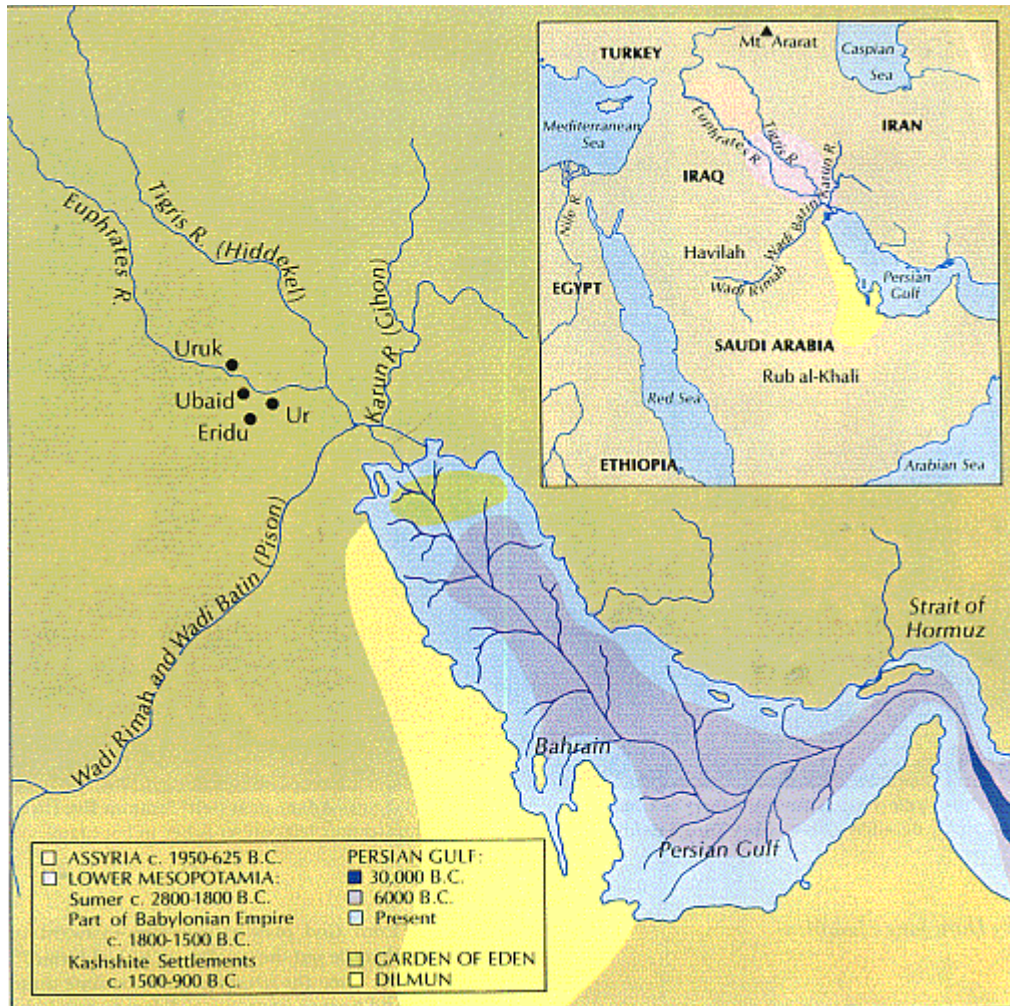 TURKEY
Mt. Ararat
Caspian
Sea
Mediterranean
Sea
IRAN
Euphrates R.
Tigris R.
Karun R.
IRAQ
Nile R.
Wadi Batin
Havilah
Wadi Rimah
Persian
Gulf
EGYPT
SAUDI ARABIA
Rub al-Khali
Red Sea
ETHIOPIA
Arabian Sea
Euphrates R.
Tigris R. (Hiddekel)
Karun R. (Gibon)
Uruk
Ubaid
Ur
Eridu
Wadi Rimah and Wadi Batin (Pison)
Strait of
Hormuz
Bahrain
Persian Gulf
ASSYRIA c. 1950-625 B.C.
LOWER MESOPOTAMIA:
Sumer c. 2800-1800 B.C.
Part of Babylonian Empire
c. 1800-1500 B.C.
Kashshite Settlements
c. 1500-900 B.C.
PERSIAN GULF:
30,000 B.C.
6000 B.C.
Present
GARDEN OF EDEN
DILMUN